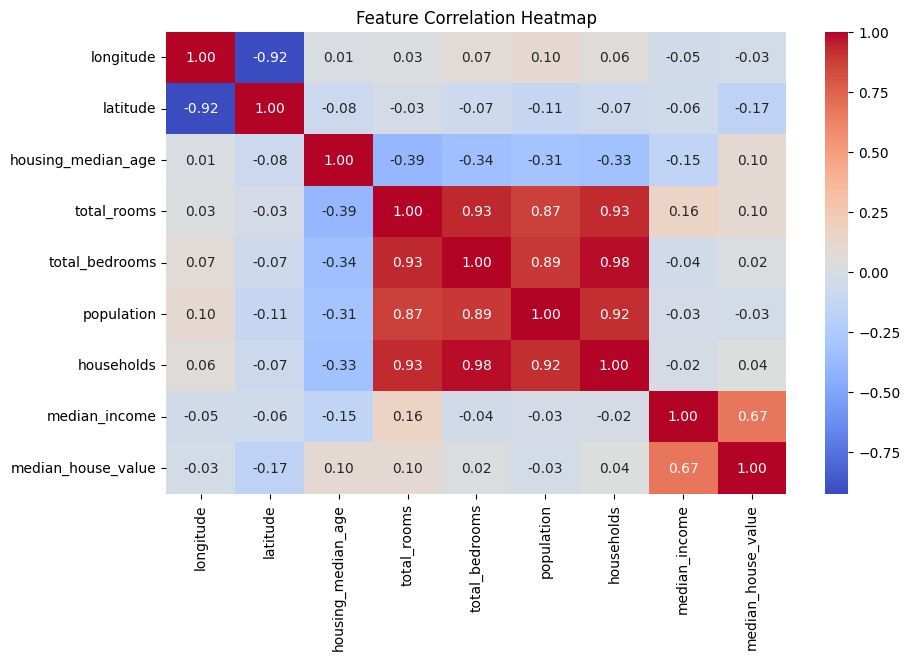 Feature Correlation Heatmap
longitude 1.00 -0.92 0.01 0.03 0.07 0.10 0.06 -0.05 -0.03
latitude -0.92 1.00 -0.08 -0.03 -0.07 -0.11 -0.07 -0.06 -0.17
housing_median_age 0.01 -0.08 1.00 -0.39 -0.34 -0.31 -0.33 -0.15 0.10
total_rooms 0.03 -0.03 -0.39 1.00 0.93 0.87 0.93 0.16 0.10
total_bedrooms 0.07 -0.07 -0.34 0.93 1.00 0.89 0.98 -0.04 0.02
population 0.10 -0.11 -0.31 0.87 0.89 1.00 0.92 -0.03 -0.03
households 0.06 -0.07 -0.33 0.93 0.98 0.92 1.00 -0.02 0.04
median_income -0.05 -0.06 -0.15 0.16 -0.04 -0.03 -0.02 1.00 0.67
median_house_value -0.03 -0.17 0.10 0.10 0.02 -0.03 0.04 0.67 1.00
longitude
latitude
housing_median_age
total_rooms
total_bedrooms
population
households
median_income
median_house_value
1.00
0.75
0.50
0.25
0.00
−0.25
−0.50
−0.75